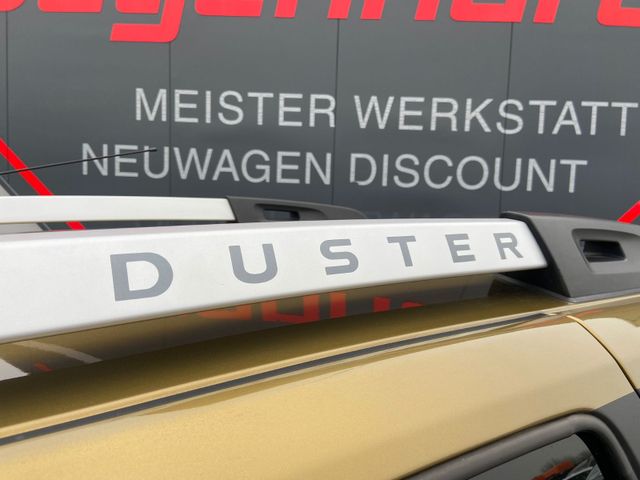 MEISTER WERKSTATT
NEUWAGEN DISCOUNT
DUSTER